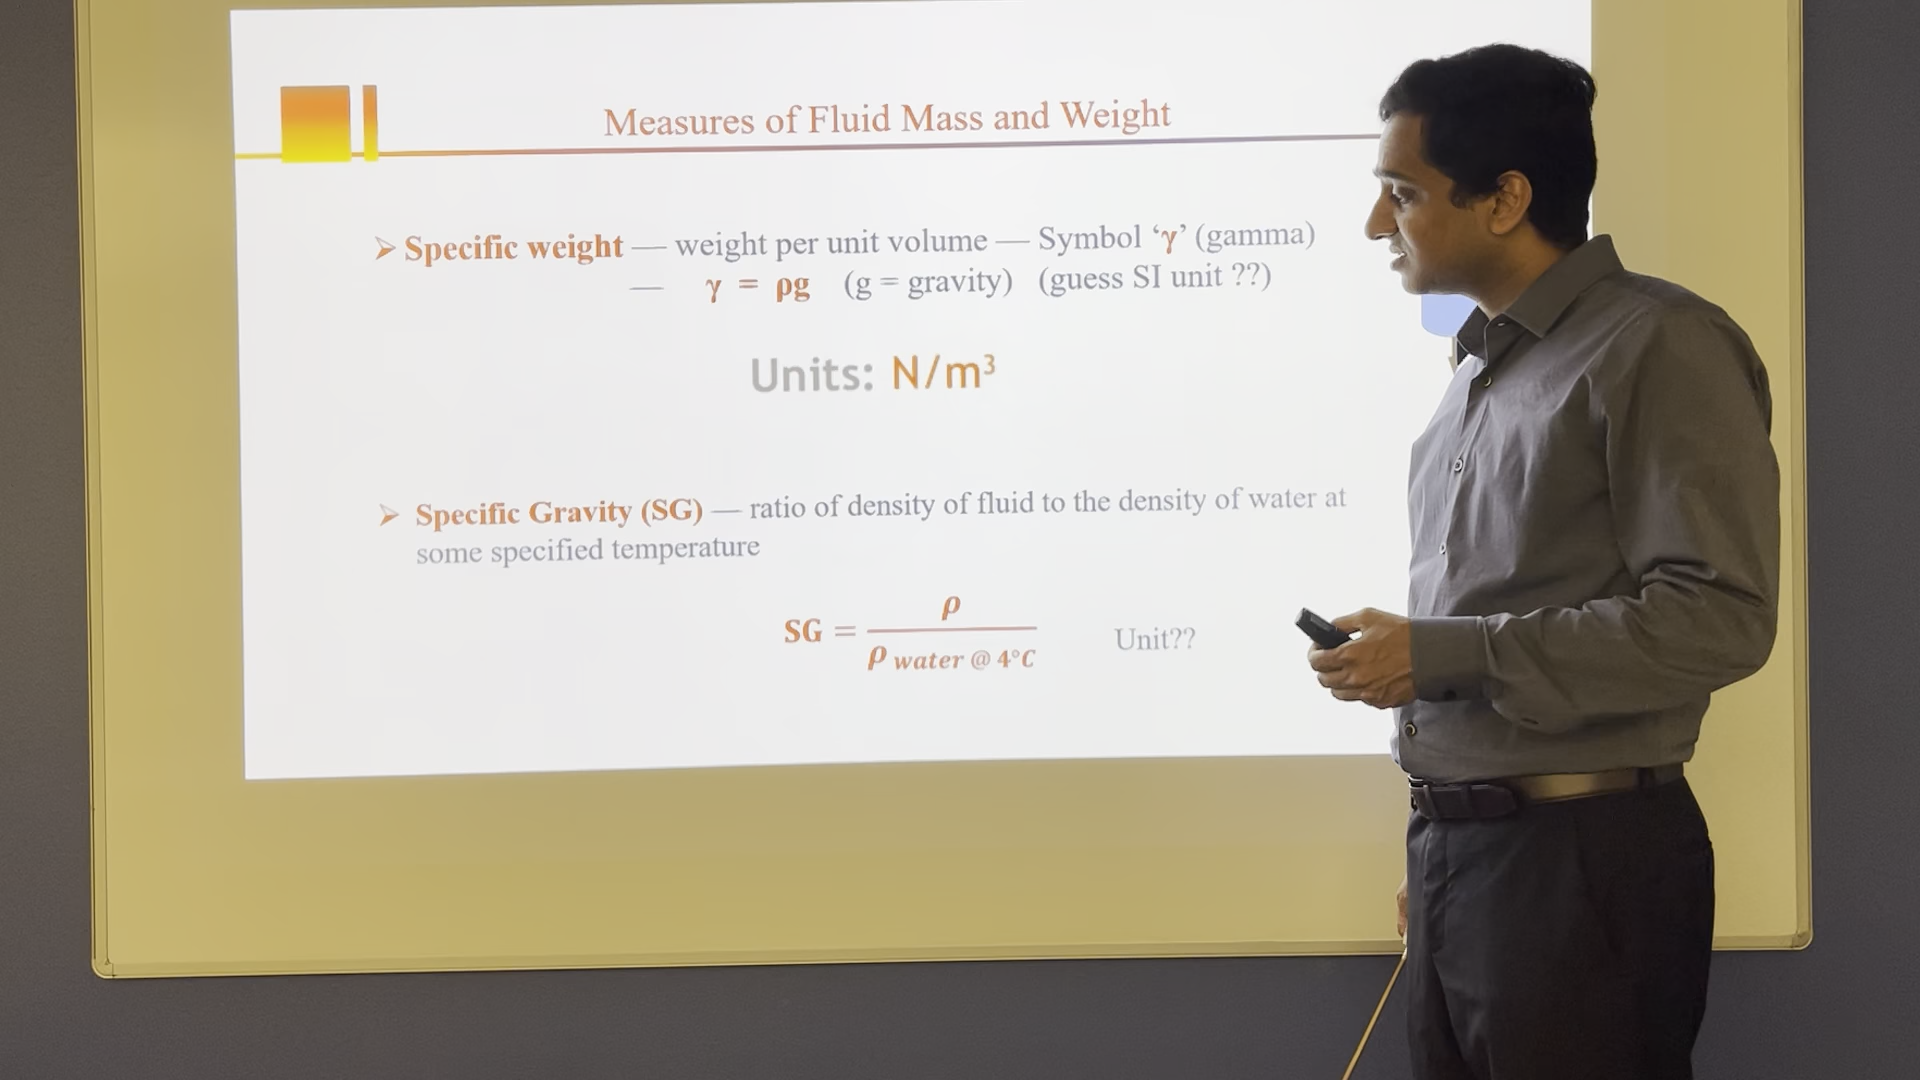 Measures of Fluid Mass and Weight
➢ Specific weight — weight per unit volume — Symbol ‘γ’ (gamma)
— γ = ρg (g = gravity) (guess SI unit ??)
Units: N/m³
➢ Specific Gravity (SG) — ratio of density of fluid to the density of water at
some specified temperature
SG = ρ / ρ water @ 4°C Unit??